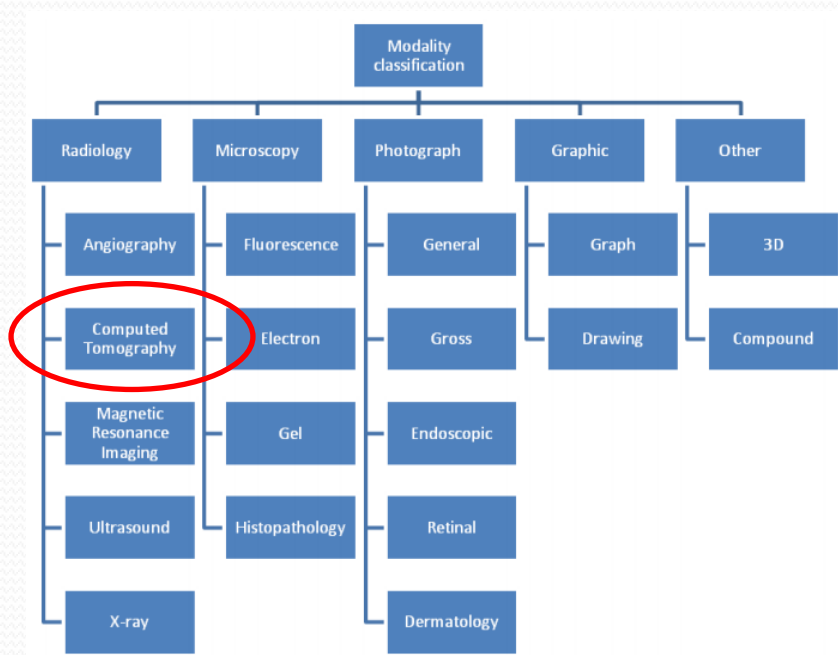 Modality
classification
Radiology
Microscopy
Photograph
Graphic
Other
Angiography
Fluorescence
General
Graph
3D
Computed
Tomography
Electron
Gross
Drawing
Compound
Magnetic
Resonance
Imaging
Gel
Endoscopic
Ultrasound
Histopathology
Retinal
X-ray
Dermatology